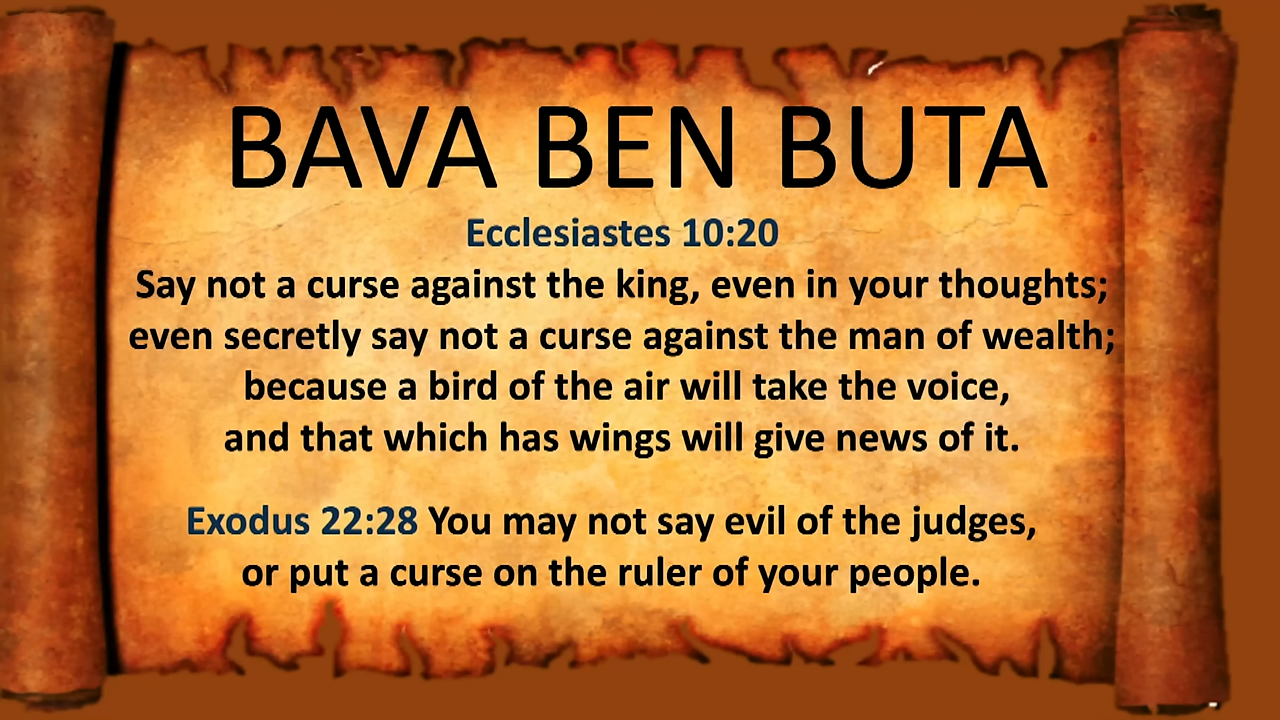 BAVA BEN BUTA
Ecclesiastes 10:20
Say not a curse against the king, even in your thoughts;
even secretly say not a curse against the man of wealth;
because a bird of the air will take the voice,
and that which has wings will give news of it.
Exodus 22:28 You may not say evil of the judges,
or put a curse on the ruler of your people.